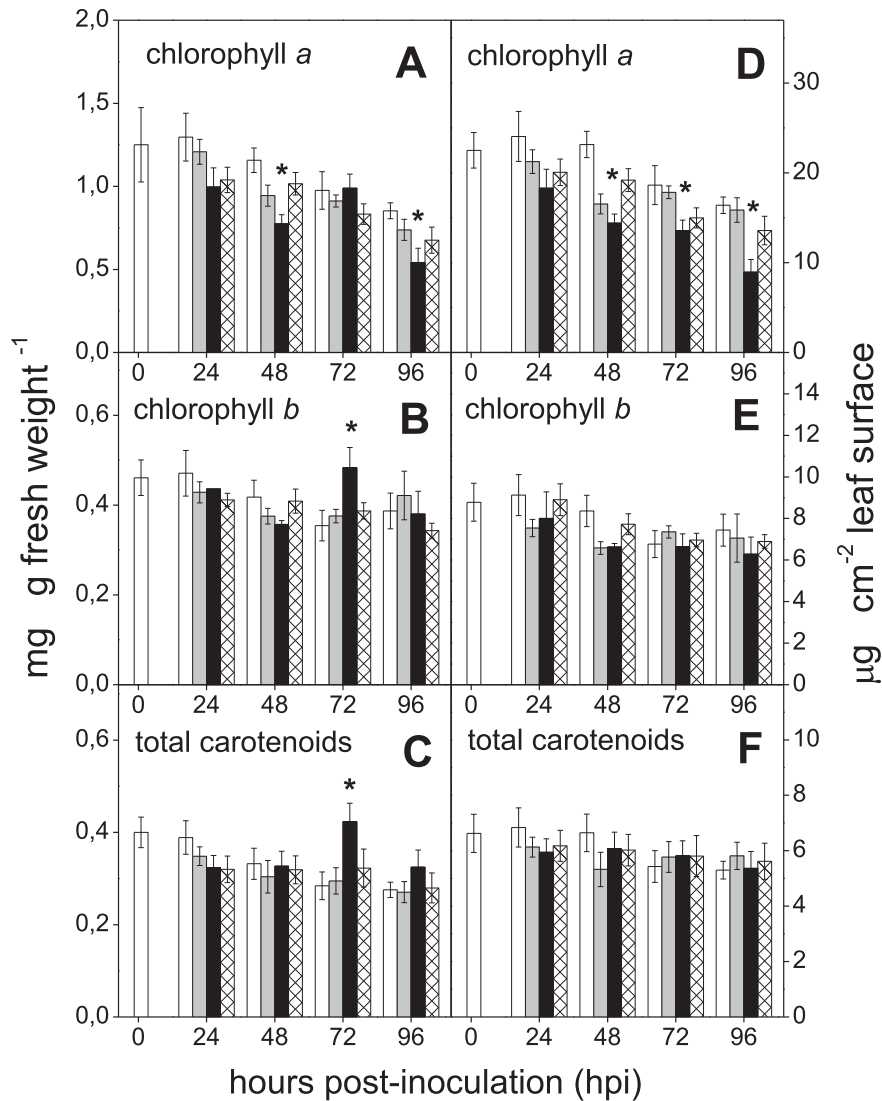 2,0
1,5
1,0
0,5
0,0
chlorophyll a
A
*
*
0 24 48 72 96
chlorophyll a
D
*
*
*
30
20
10
0
0 24 48 72 96
0,6
0,4
0,2
0,0
chlorophyll b
B
*
0 24 48 72 96
chlorophyll b
E
14
12
10
8
6
4
2
0
0 24 48 72 96
0,6
0,4
0,2
0,0
total carotenoids
C
*
0 24 48 72 96
total carotenoids
F
10
8
6
4
2
0
0 24 48 72 96
mg g fresh weight -1
µg cm-2 leaf surface
hours post-inoculation (hpi)